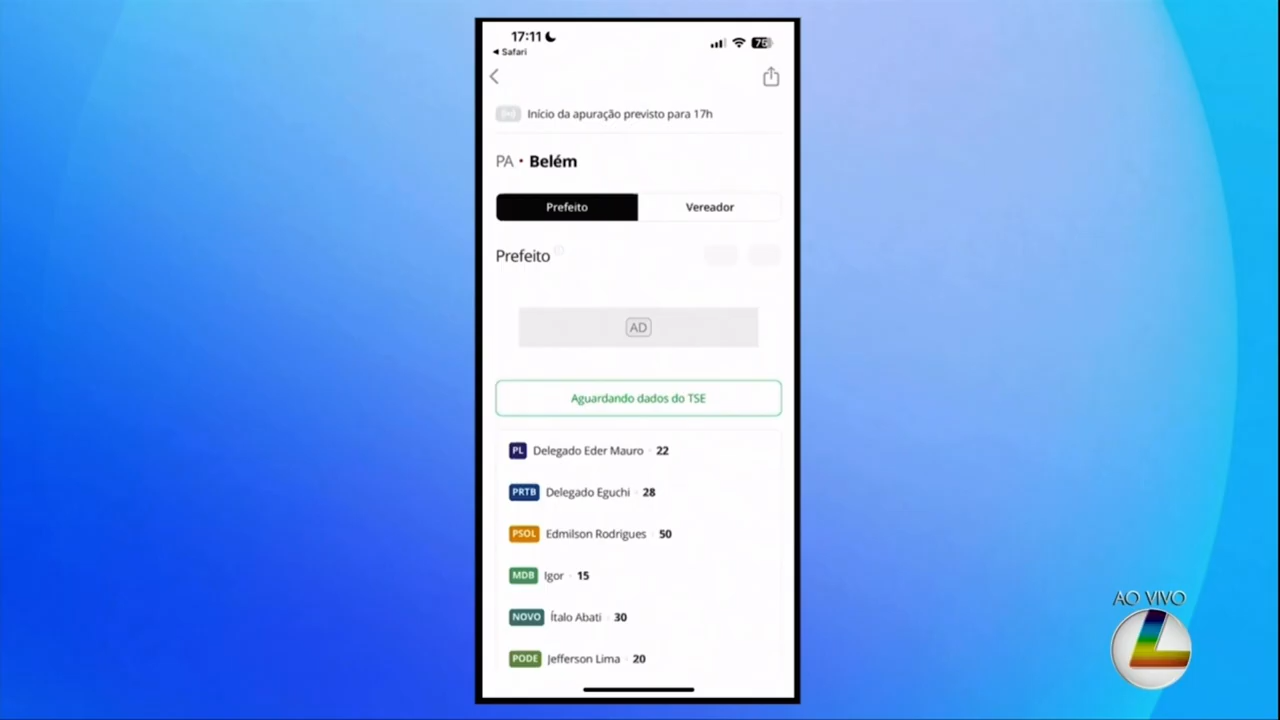 17:11
◀ Safari
75
Início da apuração previsto para 17h
PA • Belém
Prefeito
Vereador
Prefeito
AD
Aguardando dados do TSE
PL Delegado Eder Mauro · 22
PRTB Delegado Eguchi · 28
PSOL Edmilson Rodrigues · 50
MDB Igor · 15
NOVO Ítalo Abati · 30
PODE Jefferson Lima · 20
AO VIVO
L